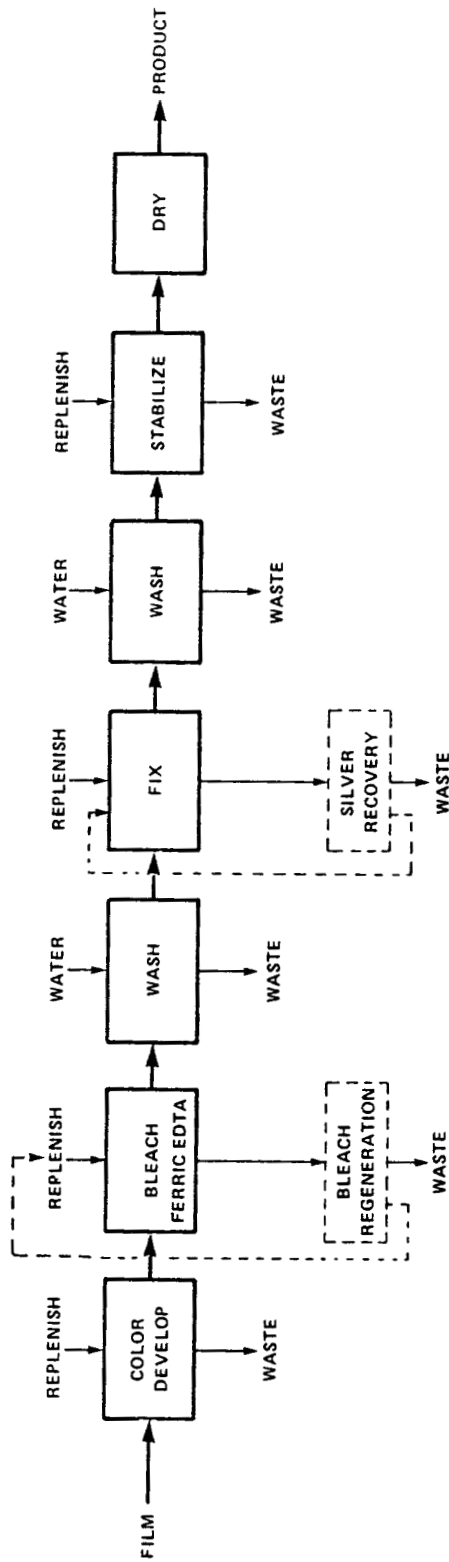 FILM
REPLENISH
COLOR
DEVELOP
WASTE
REPLENISH
BLEACH
FERRIC EDTA
BLEACH
REGENERATION
WASTE
WATER
WASH
WASTE
REPLENISH
FIX
SILVER
RECOVERY
WASTE
WATER
WASH
WASTE
REPLENISH
STABILIZE
WASTE
DRY
PRODUCT